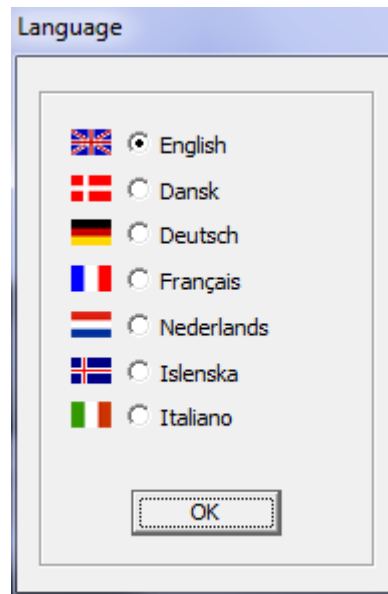 Language
English
Dansk
Deutsch
Français
Nederlands
Islenska
Italiano
OK